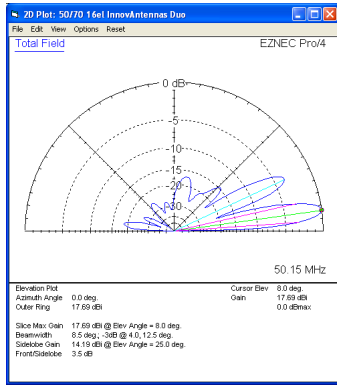 2D Plot: 50/70 16el InnovAntennas Duo
File Edit View Options Reset
Total Field
EZNEC Pro/4
0 dB
-5
-10
-15
-20
-30
50.15 MHz
Elevation Plot
Azimuth Angle 0.0 deg.
Outer Ring 17.69 dBi
Cursor Elev 8.0 deg.
Gain 17.69 dBi
0.0 dBmax
Slice Max Gain 17.69 dBi @ Elev Angle = 8.0 deg.
Beamwidth 8.5 deg.; -3dB @ 4.0, 12.5 deg.
Sidelobe Gain 14.19 dBi @ Elev Angle = 25.0 deg.
Front/Sidelobe 3.5 dB